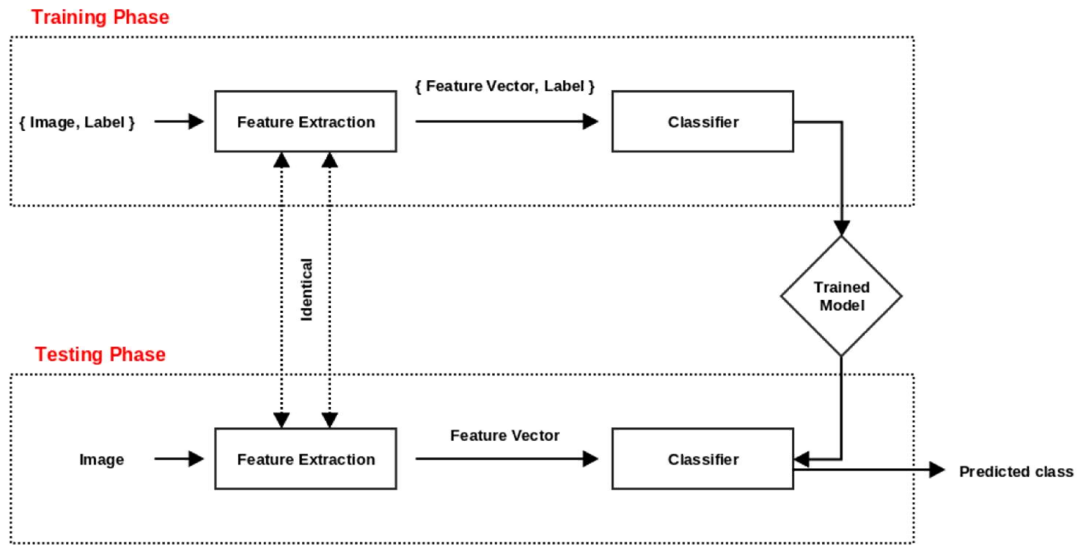 Training Phase
{ Feature Vector, Label }
{ Image, Label }
Feature Extraction
Classifier
Identical
Trained
Model
Testing Phase
Feature Vector
Image
Feature Extraction
Classifier
Predicted class